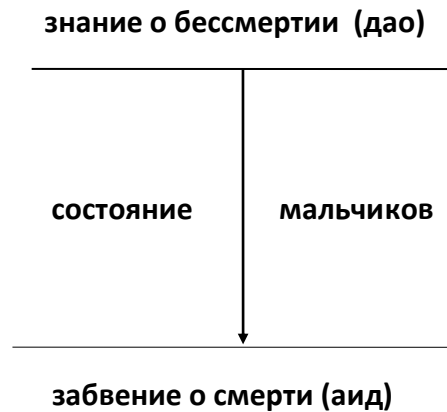 знание о бессмертии (дао)
состояние мальчиков
забвение о смерти (аид)